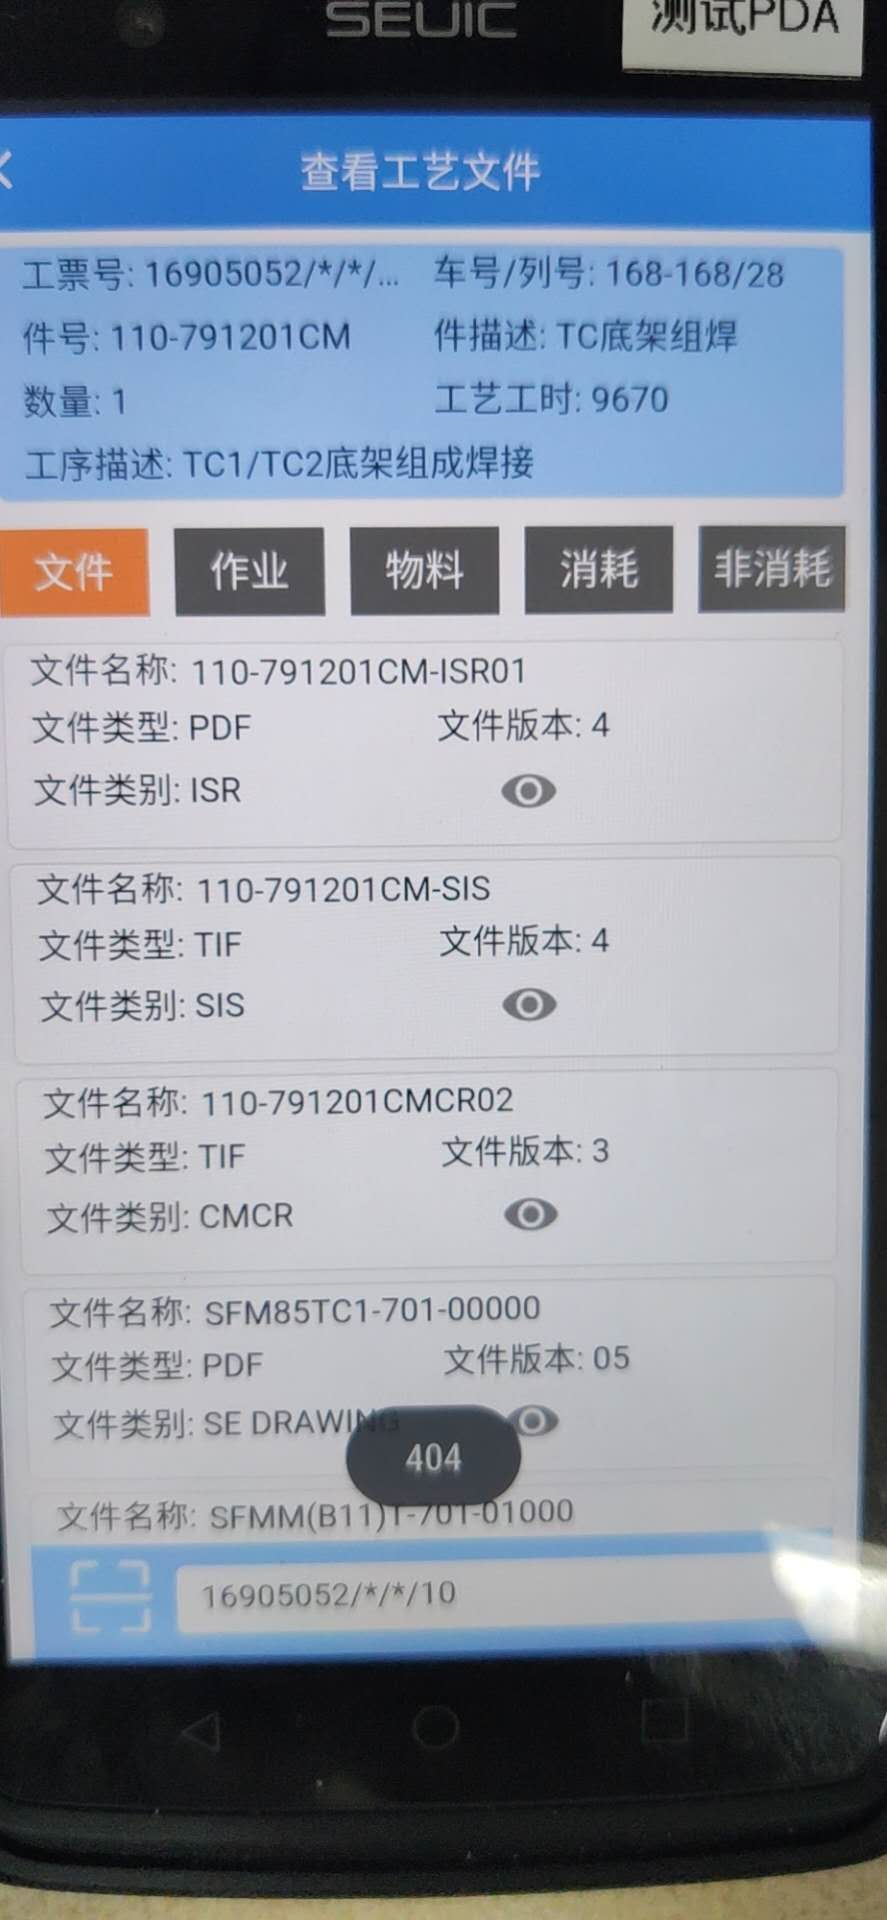 SEUIC
测试PDA
查看工艺文件
工票号: 16905052/*/*/... 车号/列号: 168-168/28
件号: 110-791201CM 件描述: TC底架组焊
数量: 1 工艺工时: 9670
工序描述: TC1/TC2底架组成焊接
文件 作业 物料 消耗 非消耗
文件名称: 110-791201CM-ISR01
文件类型: PDF 文件版本: 4
文件类别: ISR
文件名称: 110-791201CM-SIS
文件类型: TIF 文件版本: 4
文件类别: SIS
文件名称: 110-791201CMCR02
文件类型: TIF 文件版本: 3
文件类别: CMCR
文件名称: SFM85TC1-701-00000
文件类型: PDF 文件版本: 05
文件类别: SE DRAWING
404
文件名称: SFMM(B11)T-701-01000
16905052/*/*/10